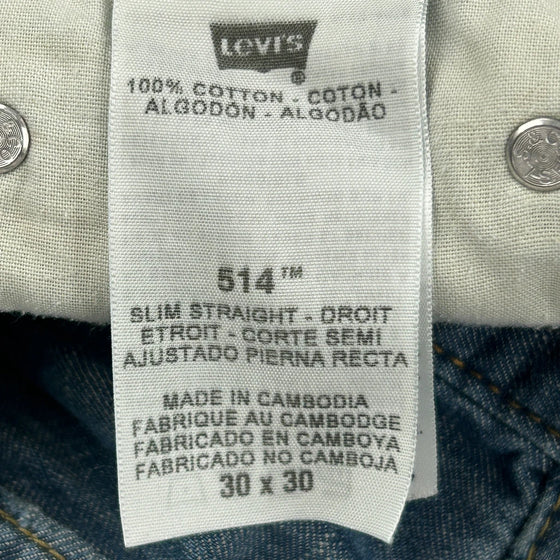 Levi's
®
100% COTTON - COTON -
ALGODÓN - ALGODÃO
514™
SLIM STRAIGHT - DROIT
ETROIT - CORTE SEMI
AJUSTADO PIERNA RECTA
MADE IN CAMBODIA
FABRIQUE AU CAMBODGE
FABRICADO EN CAMBOYA
FABRICADO NO CAMBOJA
30 x 30